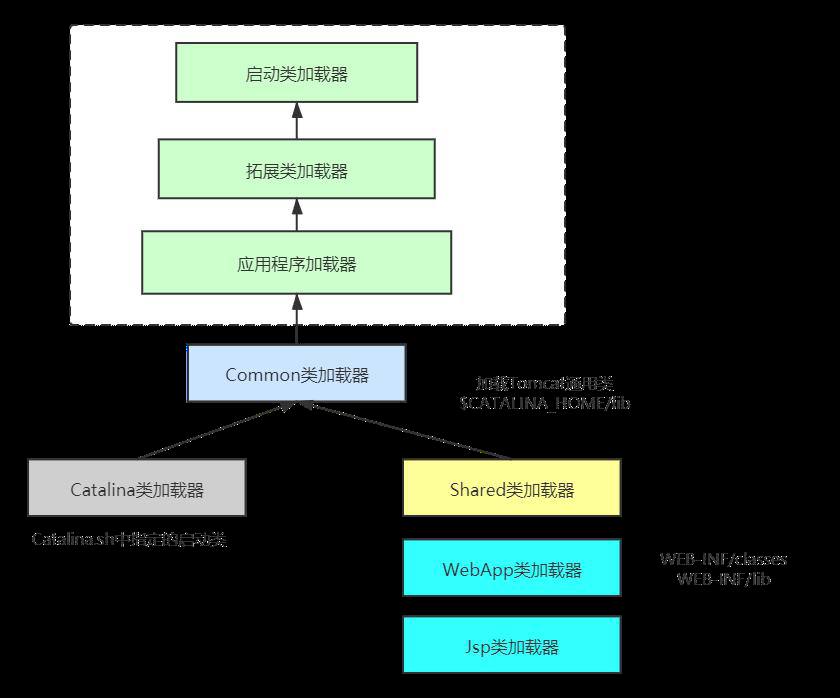 启动类加载器
拓展类加载器
应用程序加载器
Common类加载器
加载Tomcat通用类
$CATALINA_HOME/lib
Catalina类加载器
Shared类加载器
Catalina.sh中指定的启动类
WebApp类加载器
WEB-INF/classes
WEB-INF/lib
Jsp类加载器